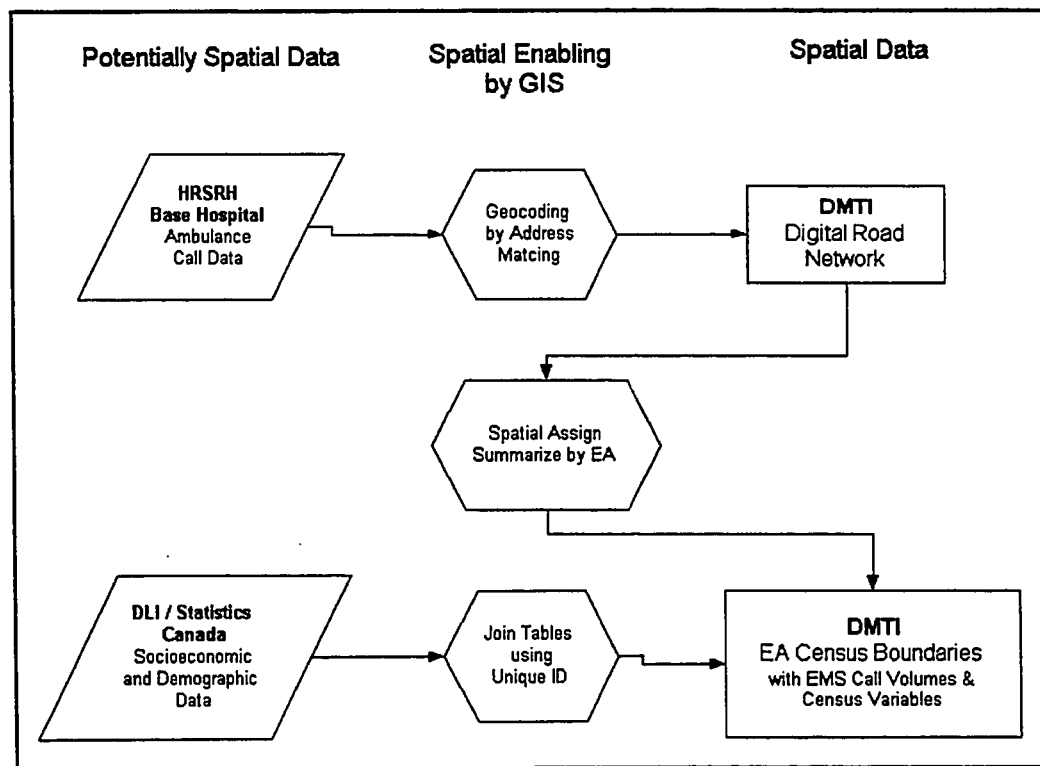 Potentially Spatial Data
Spatial Enabling
by GIS
Spatial Data
HRSRH
Base Hospital
Ambulance
Call Data
Geocoding
by Address
Matcing
DMTI
Digital Road
Network
Spatial Assign
Summarize by EA
DLI / Statistics
Canada
Socioeconomic
and Demographic
Data
Join Tables
using
Unique ID
DMTI
EA Census Boundaries
with EMS Call Volumes &
Census Variables